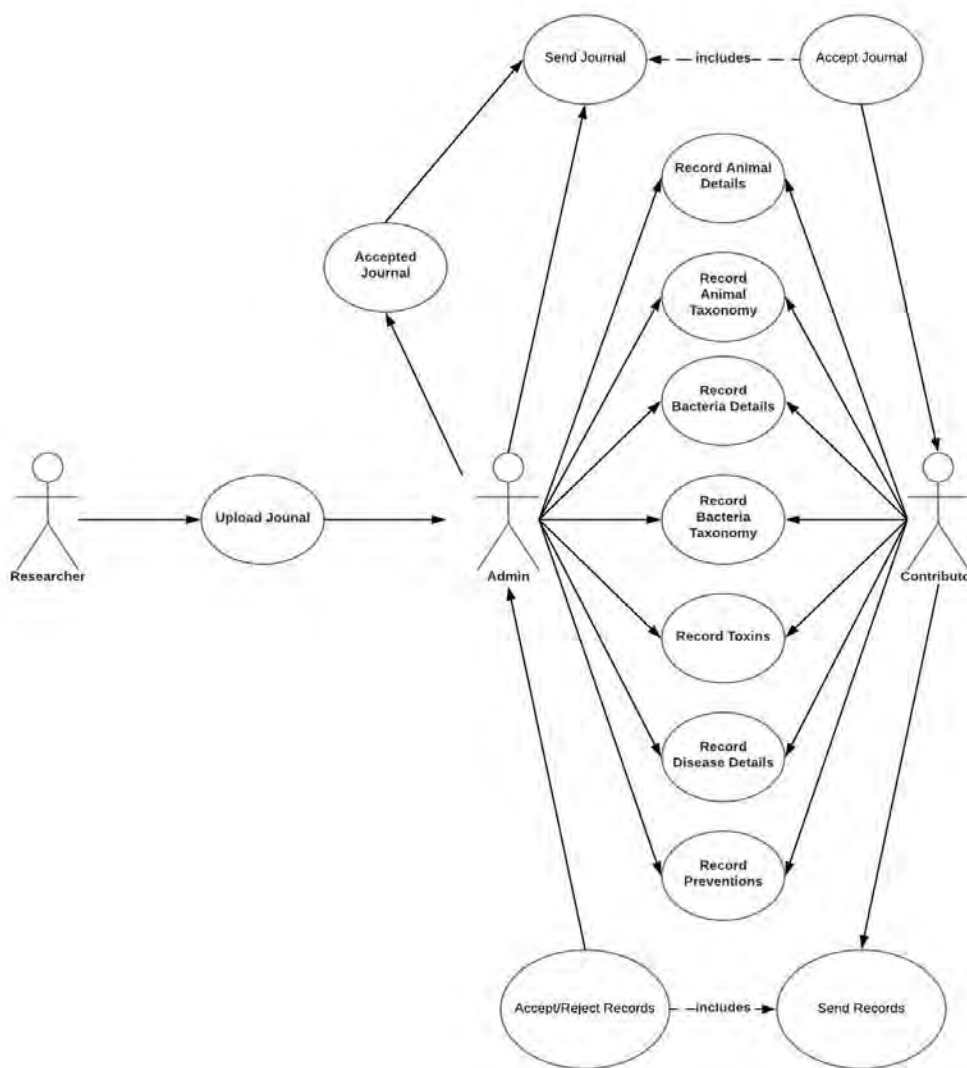 Send Journal
includes
Accept Journal
Record Animal
Details
Accepted
Journal
Record
Animal
Taxonomy
Record
Bacteria Details
Upload Jounal
Record
Bacteria
Taxonomy
Researcher
Admin
Contributo
Record Toxins
Record
Disease Details
Record
Preventions
Accept/Reject Records
includes
Send Records